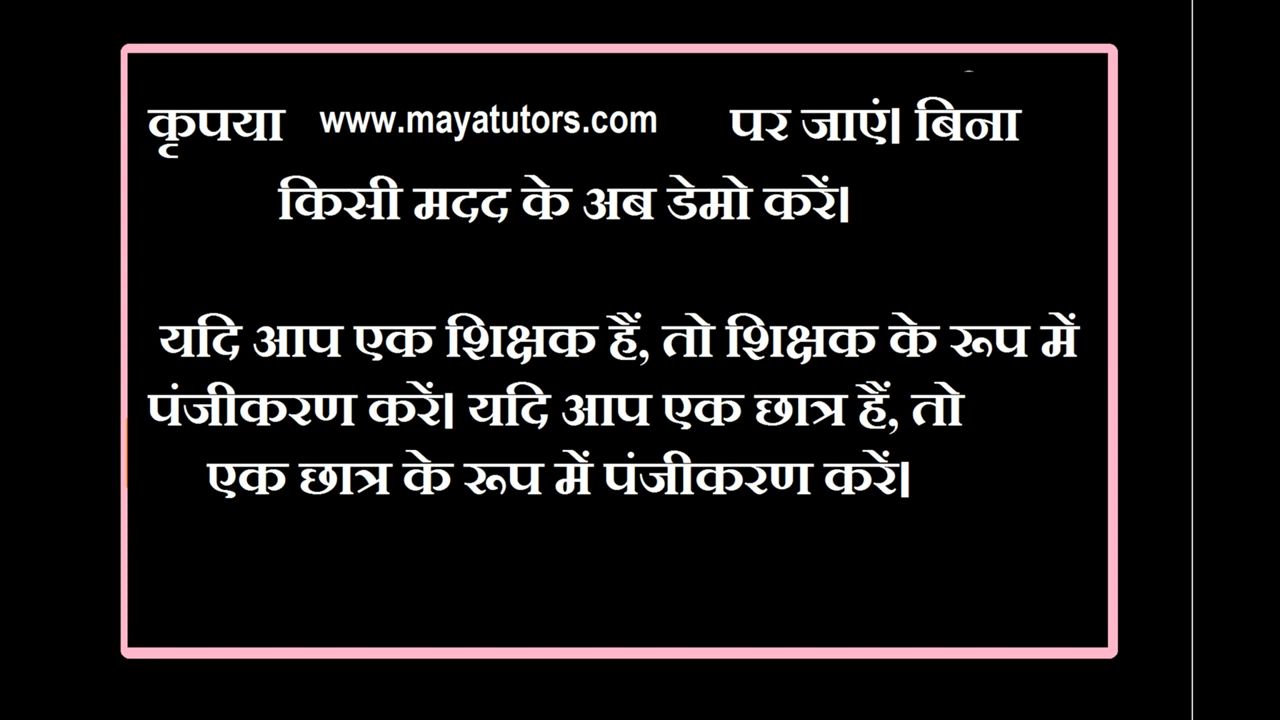 कृपया www.mayatutors.com पर जाएं। बिना
किसी मदद के अब डेमो करें।
यदि आप एक शिक्षक हैं, तो शिक्षक के रूप में
पंजीकरण करें। यदि आप एक छात्र हैं, तो
एक छात्र के रूप में पंजीकरण करें।